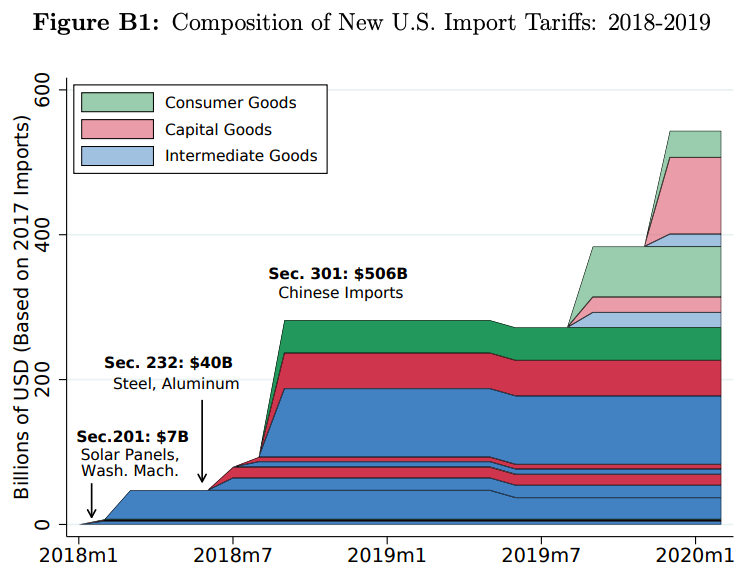 Figure B1: Composition of New U.S. Import Tariffs: 2018-2019
Billions of USD (Based on 2017 Imports)
600
400
200
0
Consumer Goods
Capital Goods
Intermediate Goods
Sec. 301: $506B
Chinese Imports
Sec. 232: $40B
Steel, Aluminum
Sec.201: $7B
Solar Panels,
Wash. Mach.
2018m1
2018m7
2019m1
2019m7
2020m1